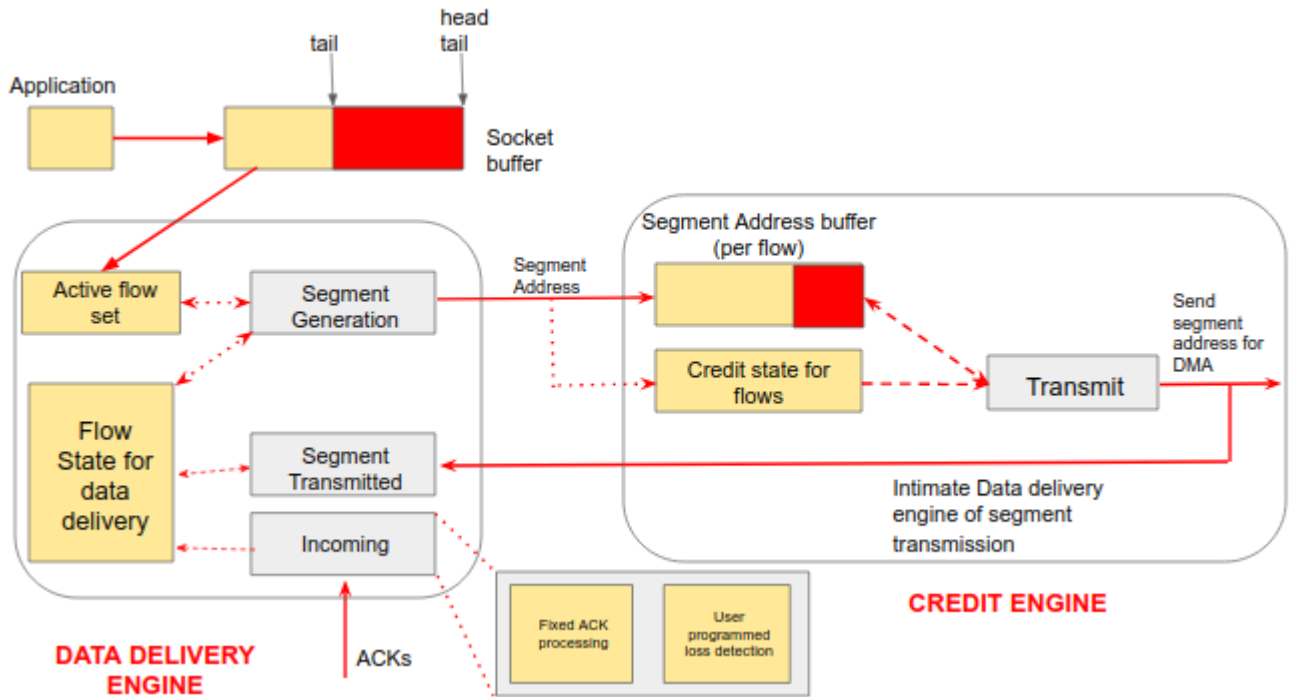 head
tail
tail
Application
Socket
buffer
Segment Address buffer
(per flow)
Segment
Address
Active flow
set
Segment
Generation
Send
segment
address for
DMA
Credit state for
flows
Transmit
Flow
State for
data
delivery
Segment
Transmitted
Intimate Data delivery
engine of segment
transmission
Incoming
Fixed ACK
processing
User
programmed
loss detection
CREDIT ENGINE
DATA DELIVERY
ENGINE
ACKs